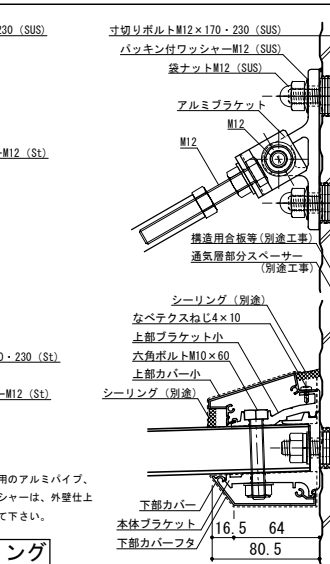 230 (SUS)
寸切りボルトM12×170・230 (SUS)
パッキン付ワッシャーM12 (SUS)
袋ナットM12 (SUS)
アルミブラケット
M12
M12
-M12 (St)
構造用合板等(別途工事)
通気層部分スペーサー
(別途工事)
シーリング (別途)
なべテクスねじ4×10
上部ブラケット小
0・230 (St)
六角ボルトM10×60
上部カバー小
-M12 (St)
シーリング (別途)
用のアルミパイプ、
シャーは、外壁仕上
て下さい。
下部カバー
本体ブラケット
下部カバーフタ
16.5 64
80.5
ング